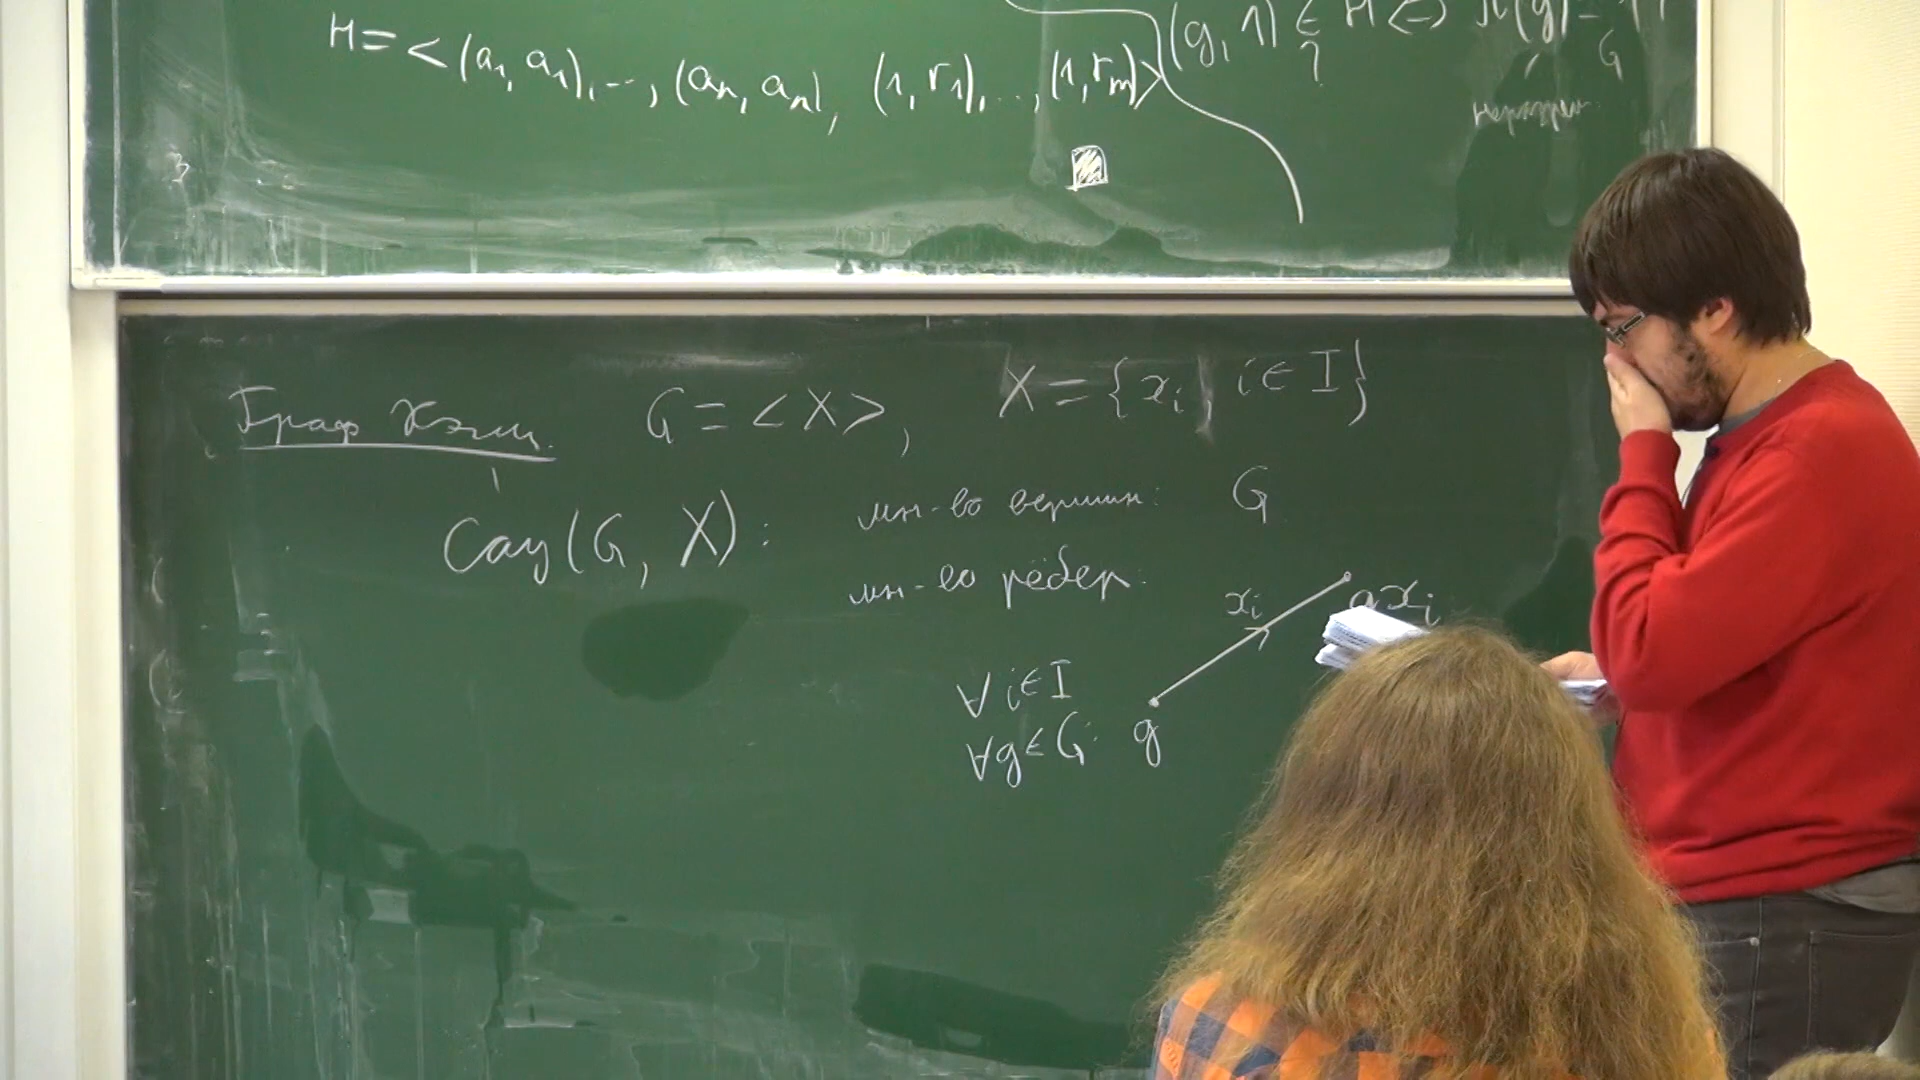 H = < (a₁, a₁), ..., (aₙ, aₙ), (1, r₁), ..., (1, rₘ) >
(g, 1) ∈ H <=>
?
G
Граф Кэли. G = <X>, X = {xᵢ, i ∈ I}
Cay(G, X): мн-во вершин: G
мн-во рёбер:
xᵢ gxᵢ
∀ i ∈ I
∀g ∈ G: g